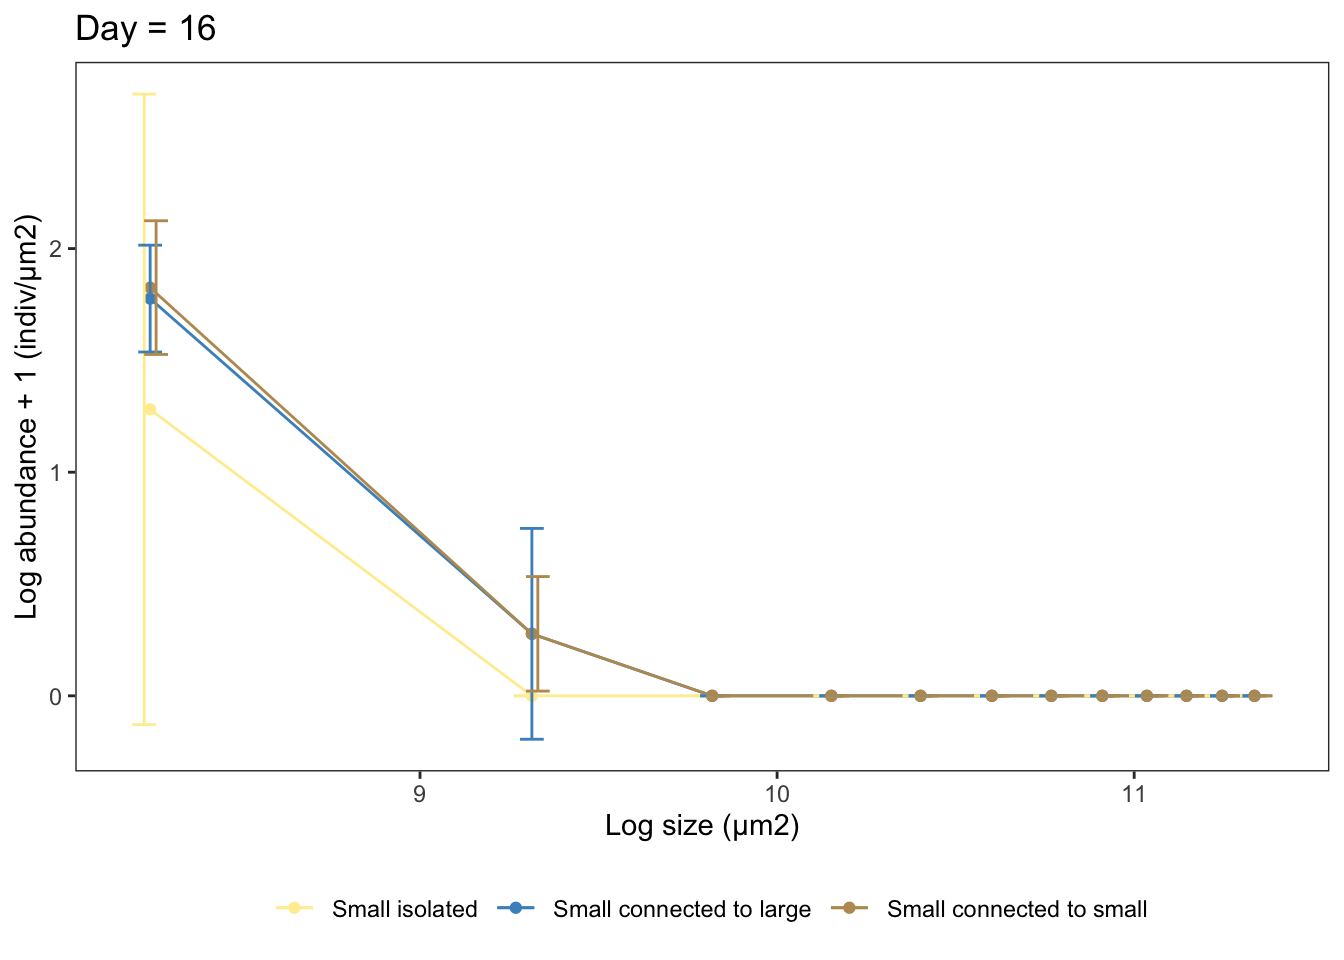 Day = 16
Log abundance + 1 (indiv/μm2)
2
1
0
9 10 11
Log size (μm2)
Small isolated Small connected to large Small connected to small